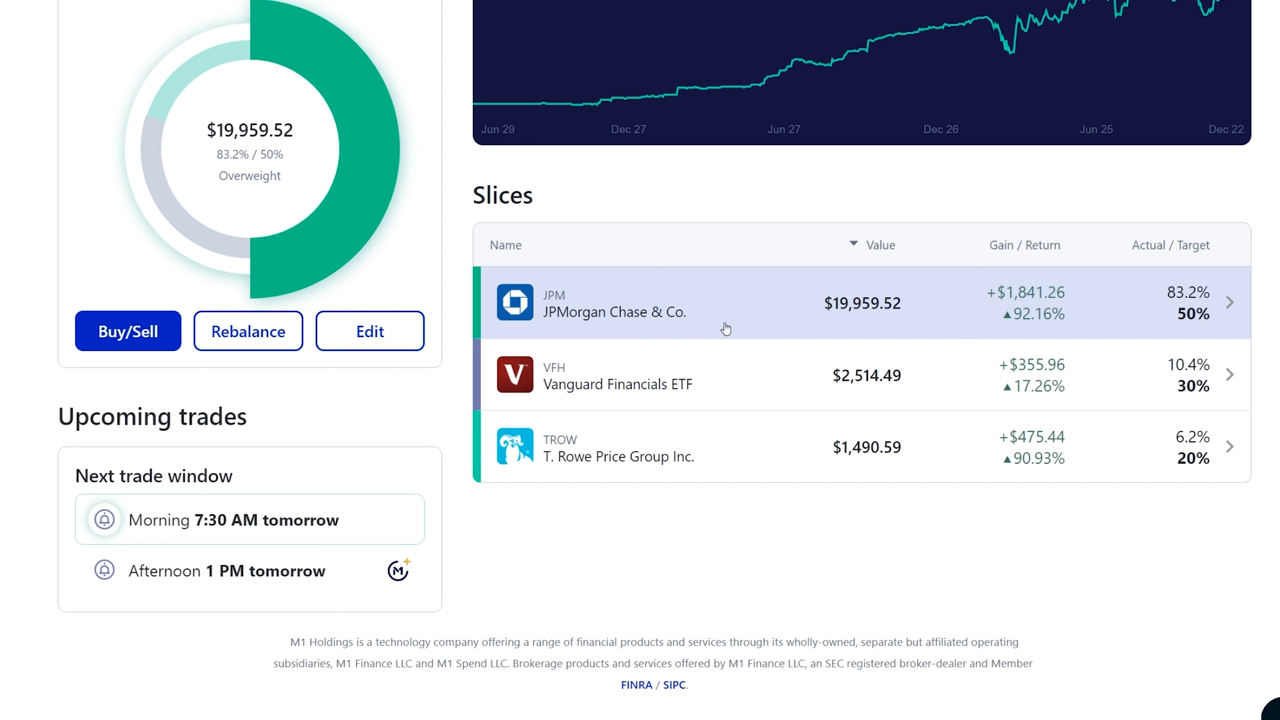 $19,959.52
83.2% / 50%
Overweight
Buy/Sell
Rebalance
Edit
Upcoming trades
Next trade window
Morning 7:30 AM tomorrow
Afternoon 1 PM tomorrow
Jun 29 Dec 27 Jun 27 Dec 26 Jun 25 Dec 22
Slices
Name Value Gain / Return Actual / Target
JPM
JPMorgan Chase & Co.
$19,959.52
+$1,841.26
▲92.16%
83.2%
50%
VFH
Vanguard Financials ETF
$2,514.49
+$355.96
▲17.26%
10.4%
30%
TROW
T. Rowe Price Group Inc.
$1,490.59
+$475.44
▲90.93%
6.2%
20%
M1 Holdings is a technology company offering a range of financial products and services through its wholly-owned, separate but affiliated operating
subsidiaries, M1 Finance LLC and M1 Spend LLC. Brokerage products and services offered by M1 Finance LLC, an SEC registered broker-dealer and Member
FINRA / SIPC.